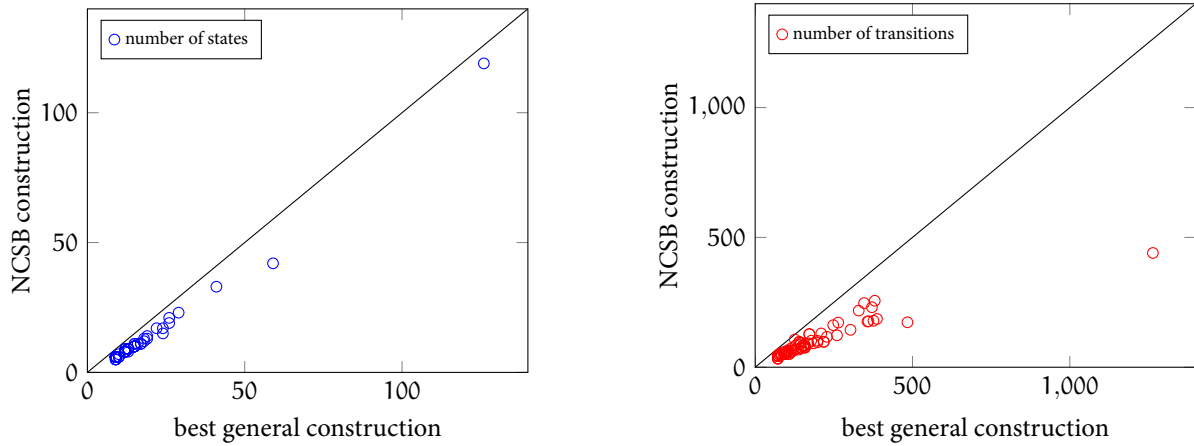 number of states
100
50
0
0
50
100
NCSB construction
best general construction
number of transitions
1,000
500
0
0
500
1,000
NCSB construction
best general construction